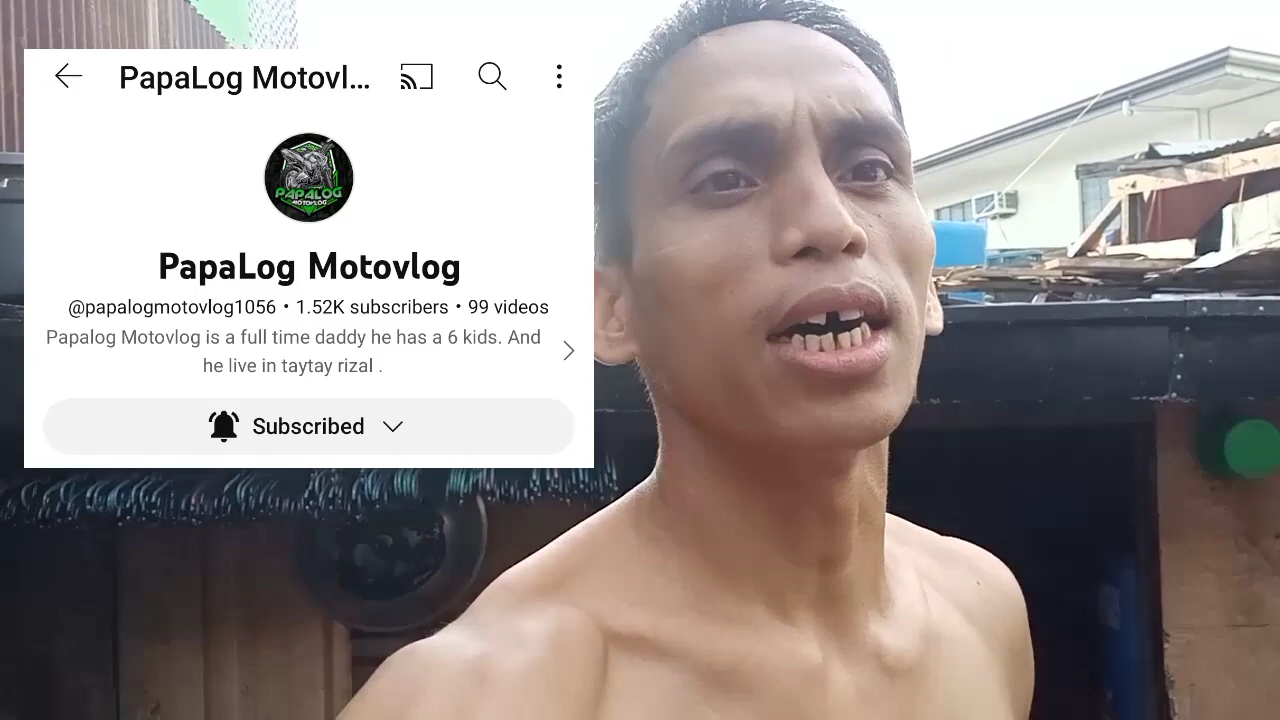 PapaLog Motovl...
PAPALOG
MOTOVLOG
PapaLog Motovlog
@papalogmotovlog1056 • 1.52K subscribers • 99 videos
Papalog Motovlog is a full time daddy he has a 6 kids. And
he live in taytay rizal .
Subscribed